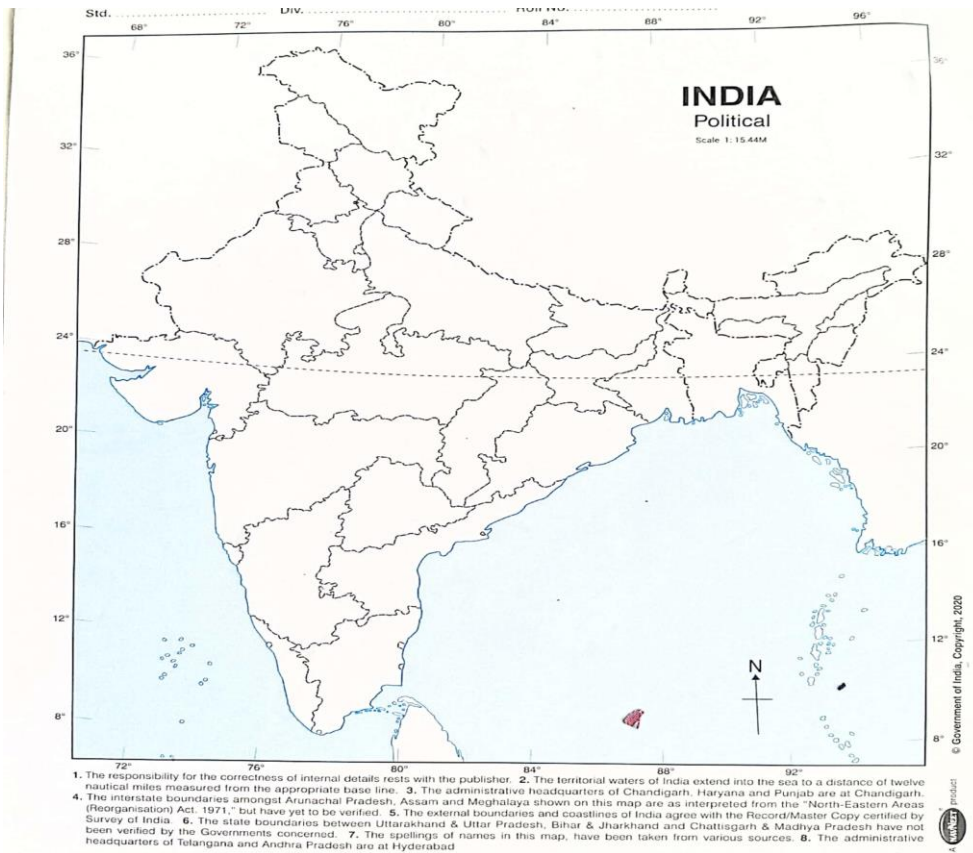 Std. Div. Roll No.
68° 72° 76° 80° 84° 88° 92° 96°
36° 36°
INDIA
Political
Scale 1: 15.44M
32° 32°
28° 28°
24° 24°
20° 20°
16° 16°
12° 12°
N
8° 8°
72° 76° 80° 84° 88° 92°
© Government of India, Copyright, 2020
1. The responsibility for the correctness of internal details rests with the publisher. 2. The territorial waters of India extend into the sea to a distance of twelve
nautical miles measured from the appropriate base line. 3. The administrative headquarters of Chandigarh, Haryana and Punjab are at Chandigarh.
4. The interstate boundaries amongst Arunachal Pradesh, Assam and Meghalaya shown on this map are as interpreted from the "North-Eastern Areas
(Reorganisation) Act. 1971," but have yet to be verified. 5. The external boundaries and coastlines of India agree with the Record/Master Copy certified by
Survey of India. 6. The state boundaries between Uttarakhand & Uttar Pradesh, Bihar & Jharkhand and Chattisgarh & Madhya Pradesh have not
been verified by the Governments concerned. 7. The spellings of names in this map, have been taken from various sources. 8. The administrative
headquarters of Telangana and Andhra Pradesh are at Hyderabad
A product